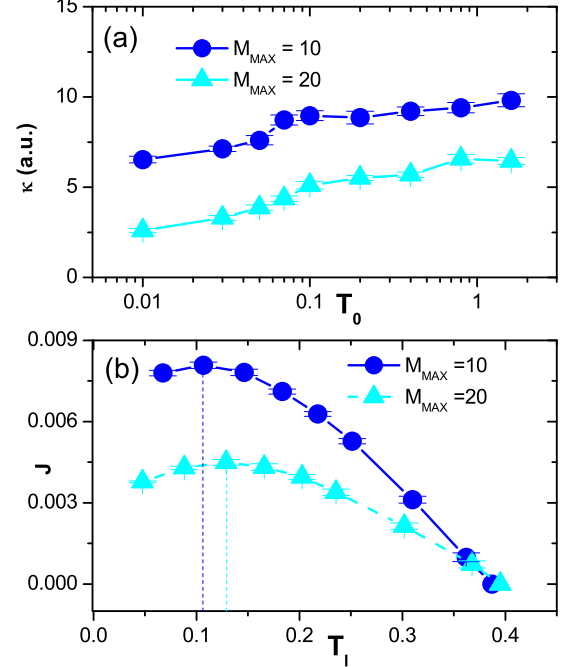 15
(a)
M_MAX = 10
M_MAX = 20
10
κ (a.u.)
5
0
0.01
0.1
1
T_0
0.009
(b)
M_MAX =10
M_MAX =20
0.006
J
0.003
0.000
0.0
0.1
0.2
0.3
0.4
T_I